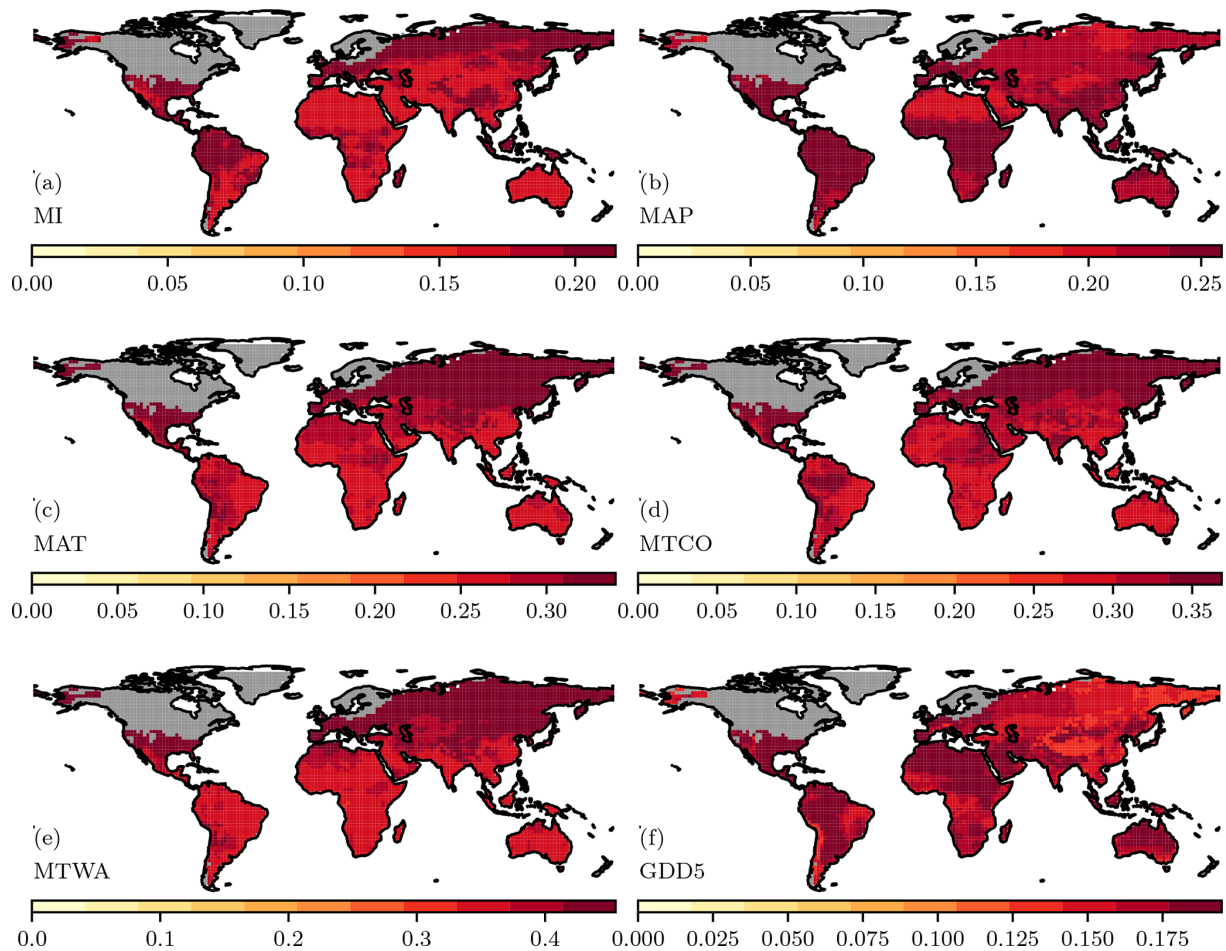 (a)
MI
0.00 0.05 0.10 0.15 0.20
(b)
MAP
0.00 0.05 0.10 0.15 0.20 0.25
(c)
MAT
0.00 0.05 0.10 0.15 0.20 0.25 0.30
(d)
MTCO
0.00 0.05 0.10 0.15 0.20 0.25 0.30 0.35
(e)
MTWA
0.0 0.1 0.2 0.3 0.4
(f)
GDD5
0.000 0.025 0.050 0.075 0.100 0.125 0.150 0.175